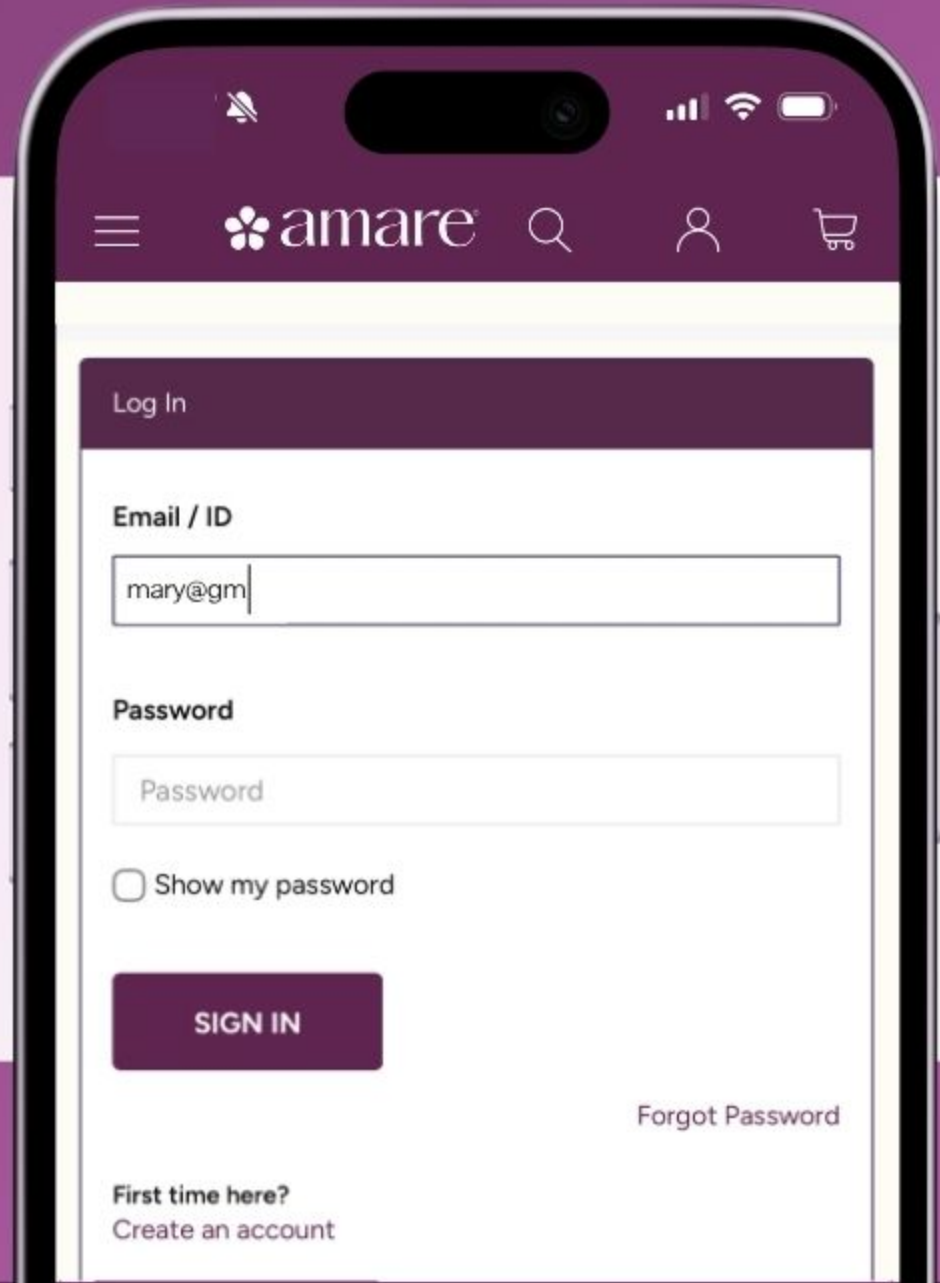 amare
Log In
Email / ID
mary@gm
Password
Password
Show my password
SIGN IN
Forgot Password
First time here?
Create an account